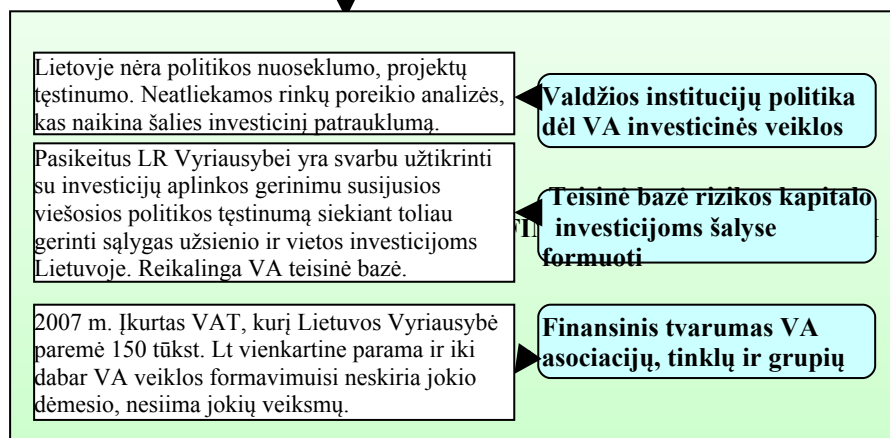 Lietovje nėra politikos nuoseklumo, projektų
tęstinumo. Neatliekamos rinkų poreikio analizės,
kas naikina šalies investicinį patrauklumą.
Valdžios institucijų politika
dėl VA investicinės veiklos
Pasikeitus LR Vyriausybei yra svarbu užtikrinti
su investicijų aplinkos gerinimu susijusios
viešosios politikos tęstinumą siekiant toliau
gerinti sąlygas užsienio ir vietos investicijoms
Lietuvoje. Reikalinga VA teisinė bazė.
Teisinė bazė rizikos kapitalo
investicijoms šalyse
formuoti
2007 m. Įkurtas VAT, kurį Lietuvos Vyriausybė
paremė 150 tūkst. Lt vienkartine parama ir iki
dabar VA veiklos formavimuisi neskiria jokio
dėmesio, nesiima jokių veiksmų.
Finansinis tvarumas VA
asociacijų, tinklų ir grupių